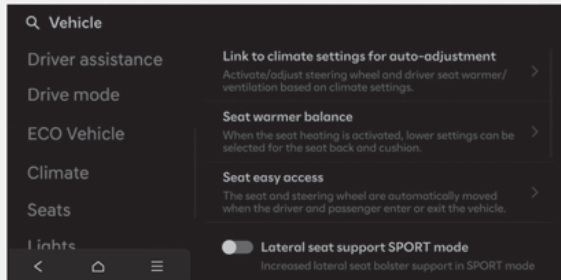 Vehicle
Driver assistance
Drive mode
ECO Vehicle
Climate
Seats
Lights
Link to climate settings for auto-adjustment
Activate/adjust steering wheel and driver seat warmer/
ventilation based on climate settings.
Seat warmer balance
When the seat heating is activated, lower settings can be
selected for the seat back and cushion.
Seat easy access
The seat and steering wheel are automatically moved
when the driver and passenger enter or exit the vehicle.
Lateral seat support SPORT mode
Increased lateral seat bolster support in SPORT mode